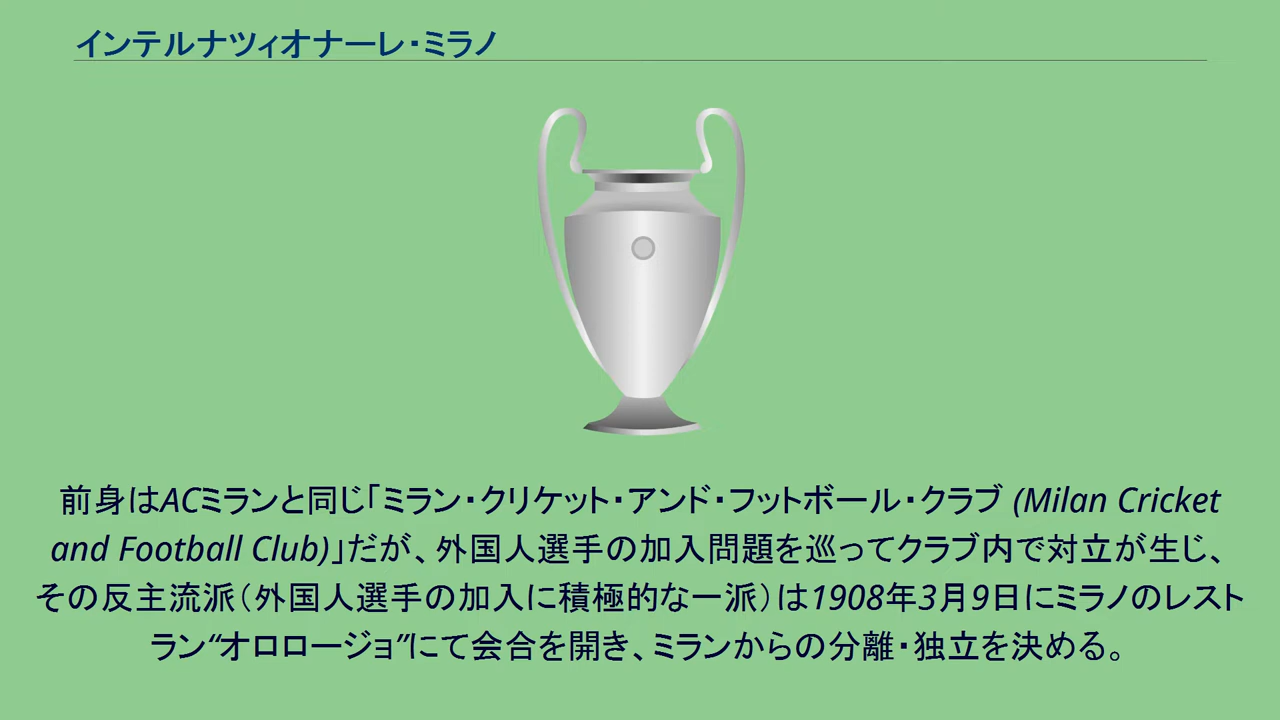 インテルナツィオナーレ・ミラノ
前身はACミランと同じ「ミラン・クリケット・アンド・フットボール・クラブ (Milan Cricket
and Football Club)」だが、外国人選手の加入問題を巡ってクラブ内で対立が生じ、
その反主流派（外国人選手の加入に積極的な一派）は1908年3月9日にミラノのレスト
ラン“オロロージョ”にて会合を開き、ミランからの分離・独立を決める。